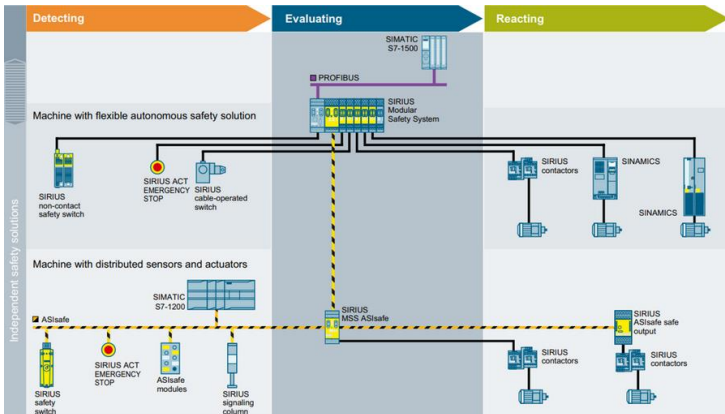 Detecting
Evaluating
Reacting
Independent safety solutions
SIMATIC
S7-1500
PROFIBUS
SIRIUS
Modular
Safety System
Machine with flexible autonomous safety solution
SIRIUS
non-contact
safety switch
SIRIUS ACT
EMERGENCY
STOP
SIRIUS
cable-operated
switch
SIRIUS
contactors
SINAMICS
SINAMICS
Machine with distributed sensors and actuators
SIMATIC
S7-1200
ASIsafe
SIRIUS
MSS ASIsafe
SIRIUS
ASIsafe safe
output
SIRIUS
safety
switch
SIRIUS ACT
EMERGENCY
STOP
ASIsafe
modules
SIRIUS
signaling
column
SIRIUS
contactors
SIRIUS
contactors